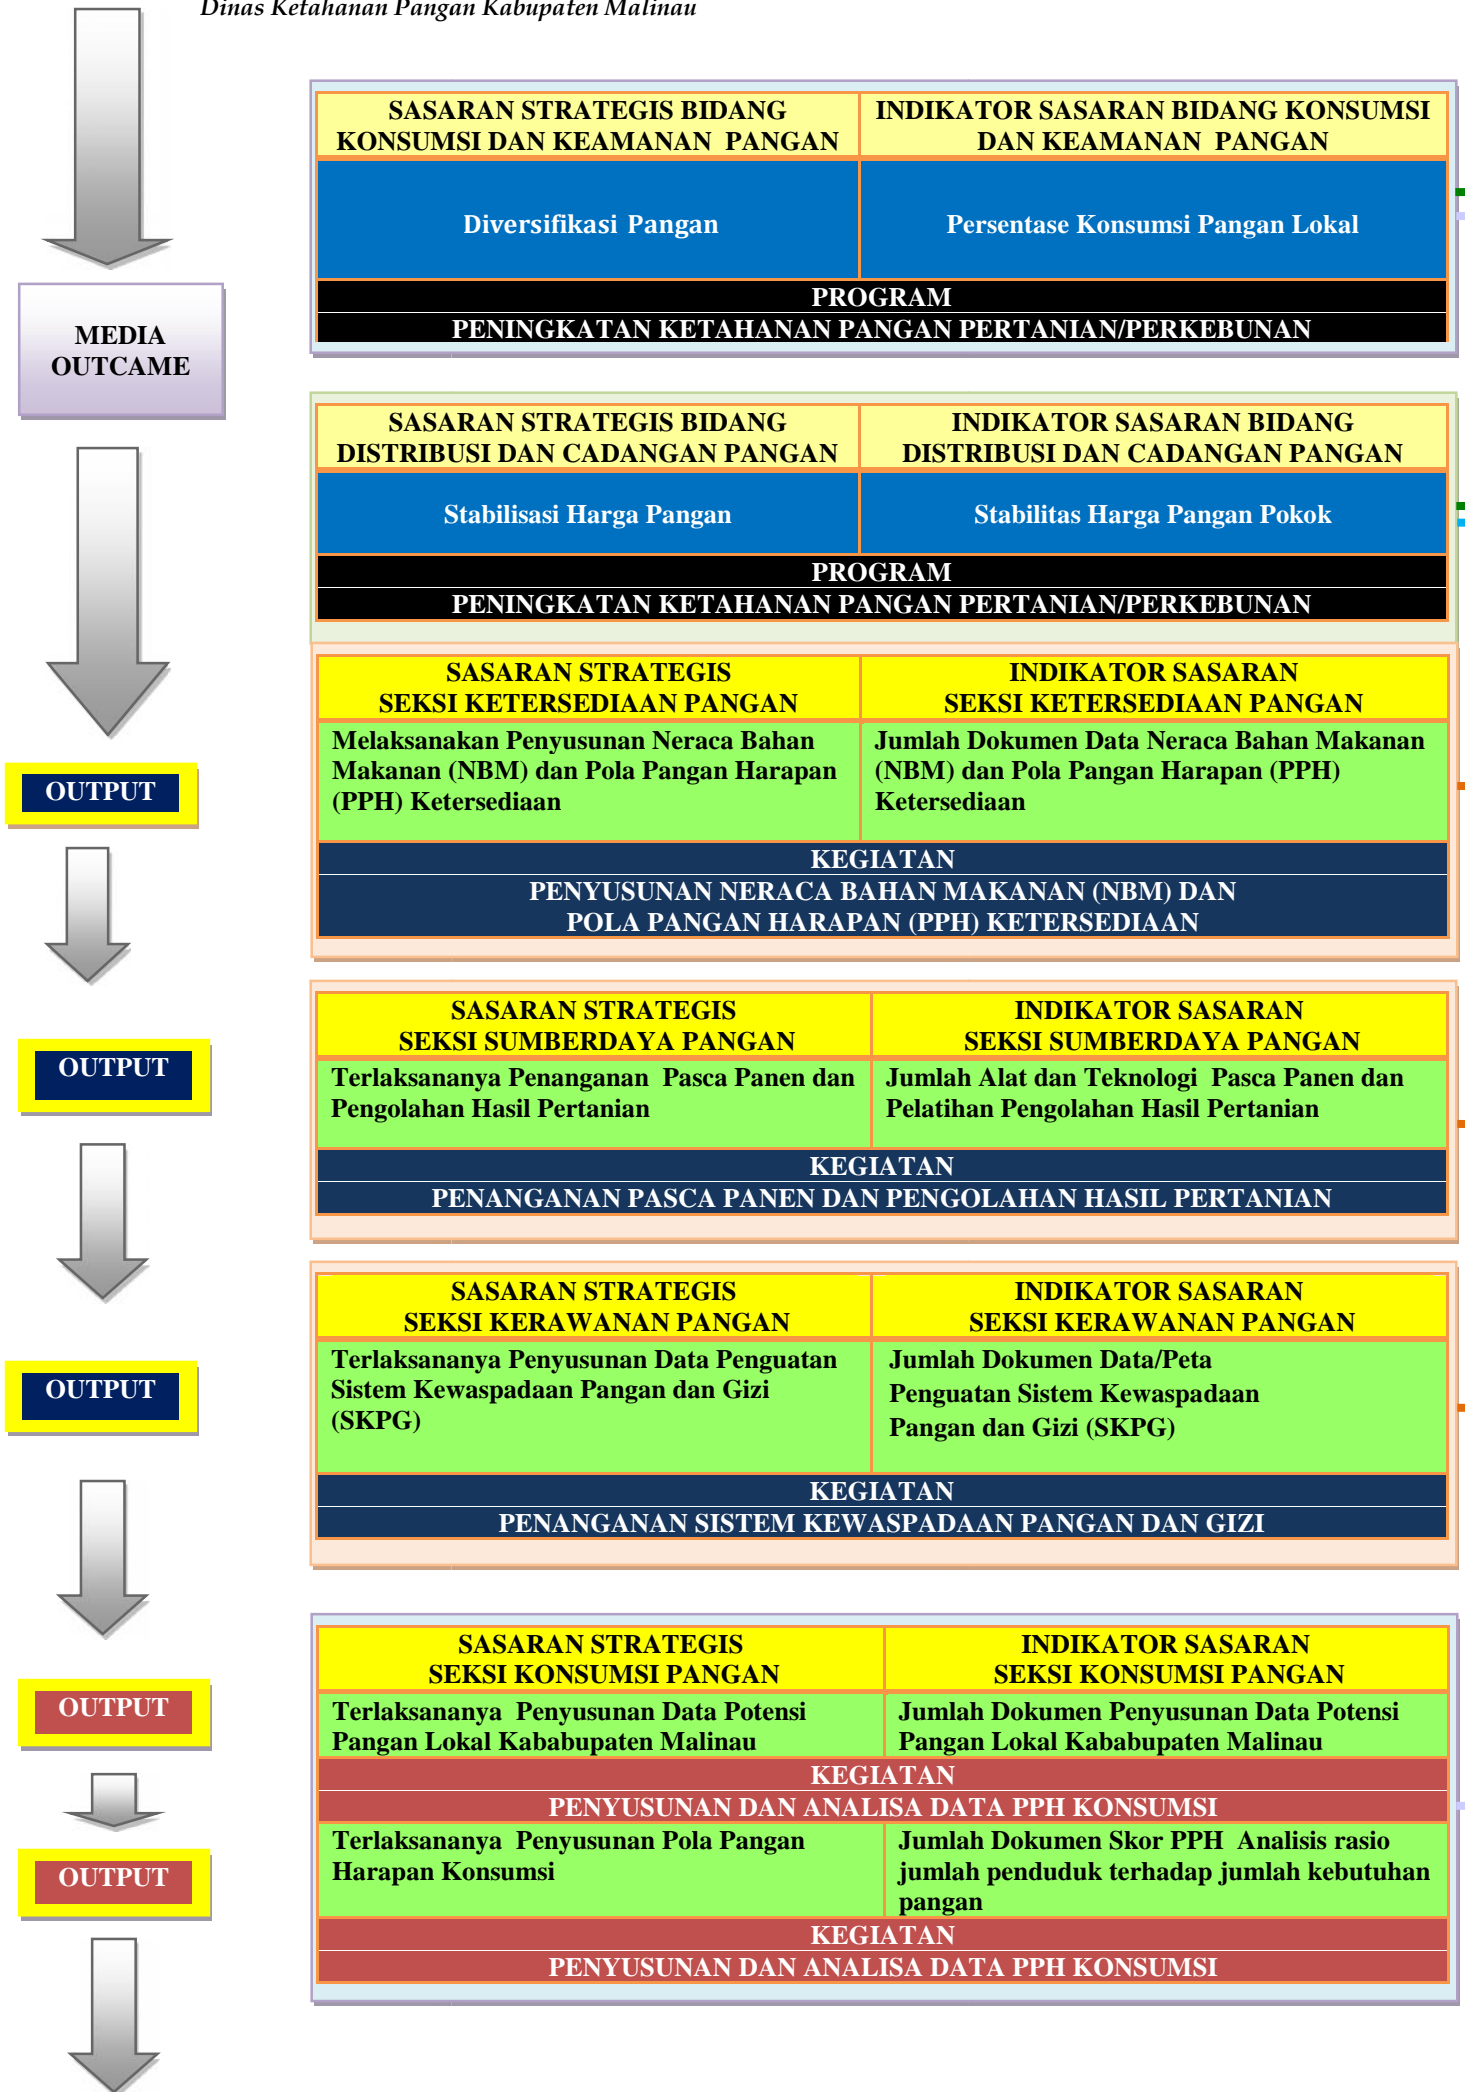 Dinas Ketahanan Pangan Kabupaten Malinau
SASARAN STRATEGIS BIDANG
KONSUMSI DAN KEAMANAN PANGAN
INDIKATOR SASARAN BIDANG KONSUMSI
DAN KEAMANAN PANGAN
Diversifikasi Pangan
Persentase Konsumsi Pangan Lokal
PROGRAM
PENINGKATAN KETAHANAN PANGAN PERTANIAN/PERKEBUNAN
MEDIA
OUTCAME
SASARAN STRATEGIS BIDANG
DISTRIBUSI DAN CADANGAN PANGAN
INDIKATOR SASARAN BIDANG
DISTRIBUSI DAN CADANGAN PANGAN
Stabilisasi Harga Pangan
Stabilitas Harga Pangan Pokok
PROGRAM
PENINGKATAN KETAHANAN PANGAN PERTANIAN/PERKEBUNAN
SASARAN STRATEGIS
SEKSI KETERSEDIAAN PANGAN
INDIKATOR SASARAN
SEKSI KETERSEDIAAN PANGAN
Melaksanakan Penyusunan Neraca Bahan
Makanan (NBM) dan Pola Pangan Harapan
(PPH) Ketersediaan
Jumlah Dokumen Data Neraca Bahan Makanan
(NBM) dan Pola Pangan Harapan (PPH)
Ketersediaan
OUTPUT
KEGIATAN
PENYUSUNAN NERACA BAHAN MAKANAN (NBM) DAN
POLA PANGAN HARAPAN (PPH) KETERSEDIAAN
SASARAN STRATEGIS
SEKSI SUMBERDAYA PANGAN
INDIKATOR SASARAN
SEKSI SUMBERDAYA PANGAN
OUTPUT
Terlaksananya Penanganan Pasca Panen dan
Pengolahan Hasil Pertanian
Jumlah Alat dan Teknologi Pasca Panen dan
Pelatihan Pengolahan Hasil Pertanian
KEGIATAN
PENANGANAN PASCA PANEN DAN PENGOLAHAN HASIL PERTANIAN
SASARAN STRATEGIS
SEKSI KERAWANAN PANGAN
INDIKATOR SASARAN
SEKSI KERAWANAN PANGAN
OUTPUT
Terlaksananya Penyusunan Data Penguatan
Sistem Kewaspadaan Pangan dan Gizi
(SKPG)
Jumlah Dokumen Data/Peta
Penguatan Sistem Kewaspadaan
Pangan dan Gizi (SKPG)
KEGIATAN
PENANGANAN SISTEM KEWASPADAAN PANGAN DAN GIZI
SASARAN STRATEGIS
SEKSI KONSUMSI PANGAN
INDIKATOR SASARAN
SEKSI KONSUMSI PANGAN
OUTPUT
Terlaksananya Penyusunan Data Potensi
Pangan Lokal Kababupaten Malinau
Jumlah Dokumen Penyusunan Data Potensi
Pangan Lokal Kababupaten Malinau
KEGIATAN
PENYUSUNAN DAN ANALISA DATA PPH KONSUMSI
OUTPUT
Terlaksananya Penyusunan Pola Pangan
Harapan Konsumsi
Jumlah Dokumen Skor PPH Analisis rasio
jumlah penduduk terhadap jumlah kebutuhan
pangan
KEGIATAN
PENYUSUNAN DAN ANALISA DATA PPH KONSUMSI